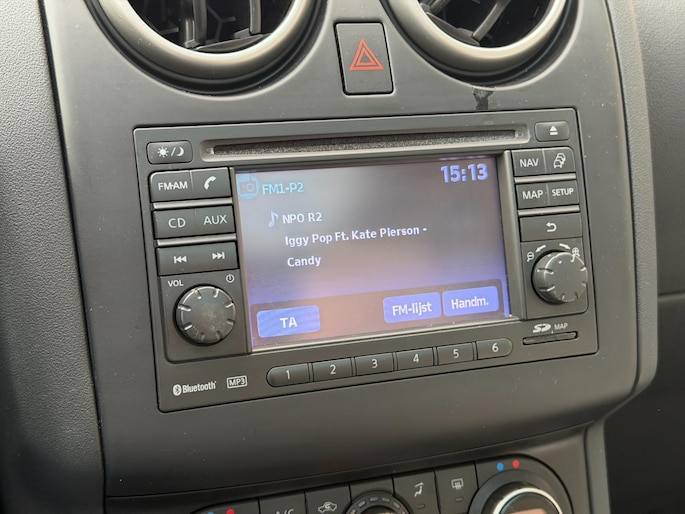 FM1-P2
15:13
NPO R2
Iggy Pop Ft. Kate Pierson -
Candy
TA
FM-lijst
Handm.
FM·AM
CD
AUX
VOL
NAV
MAP
SETUP
SD MAP
Bluetooth®
MP3
1
2
3
4
5
6
A/C